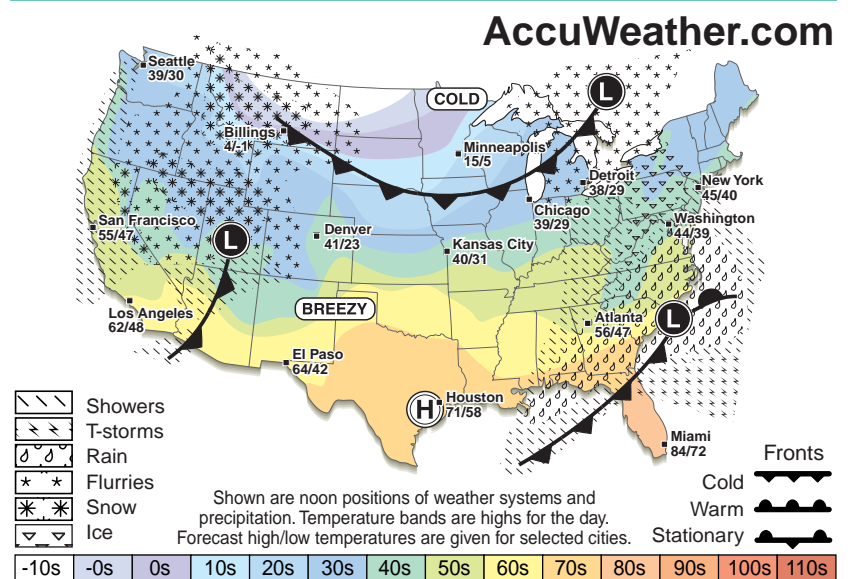 AccuWeather.com
Seattle
39/30
COLD
L
Billings
4/-1
Minneapolis
15/5
Detroit
38/29
New York
45/40
Chicago
39/29
Washington
44/39
San Francisco
55/47
L
Denver
41/23
Kansas City
40/31
Los Angeles
62/48
BREEZY
Atlanta
56/47
L
El Paso
64/42
H
Houston
71/58
Miami
84/72
Showers
T-storms
Rain
Flurries
Snow
Ice
Shown are noon positions of weather systems and
precipitation. Temperature bands are highs for the day.
Forecast high/low temperatures are given for selected cities.
Fronts
Cold
Warm
Stationary
-10s -0s 0s 10s 20s 30s 40s 50s 60s 70s 80s 90s 100s 110s